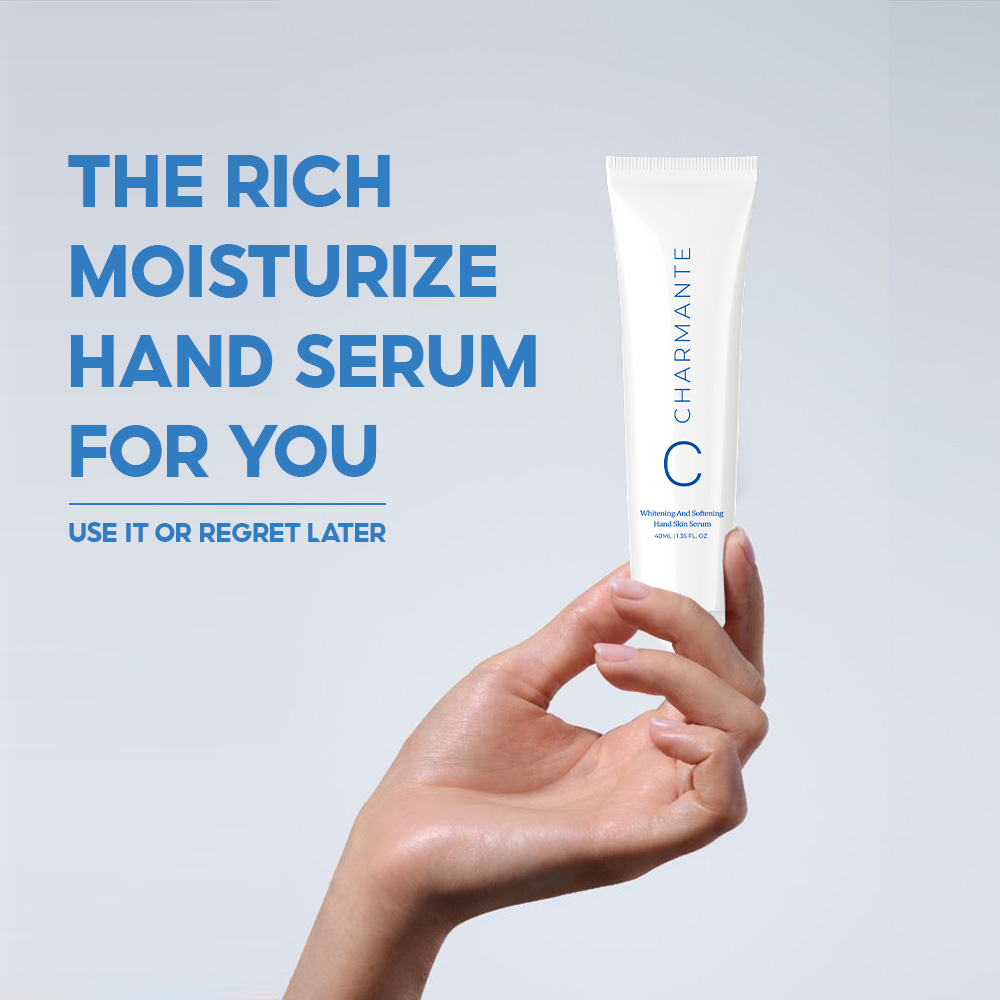 THE RICH
MOISTURIZE
HAND SERUM
FOR YOU
USE IT OR REGRET LATER
CHARMANTE
C
Whitening And Softening
Hand Skin Serum
40ML | 1.35 FL. OZ